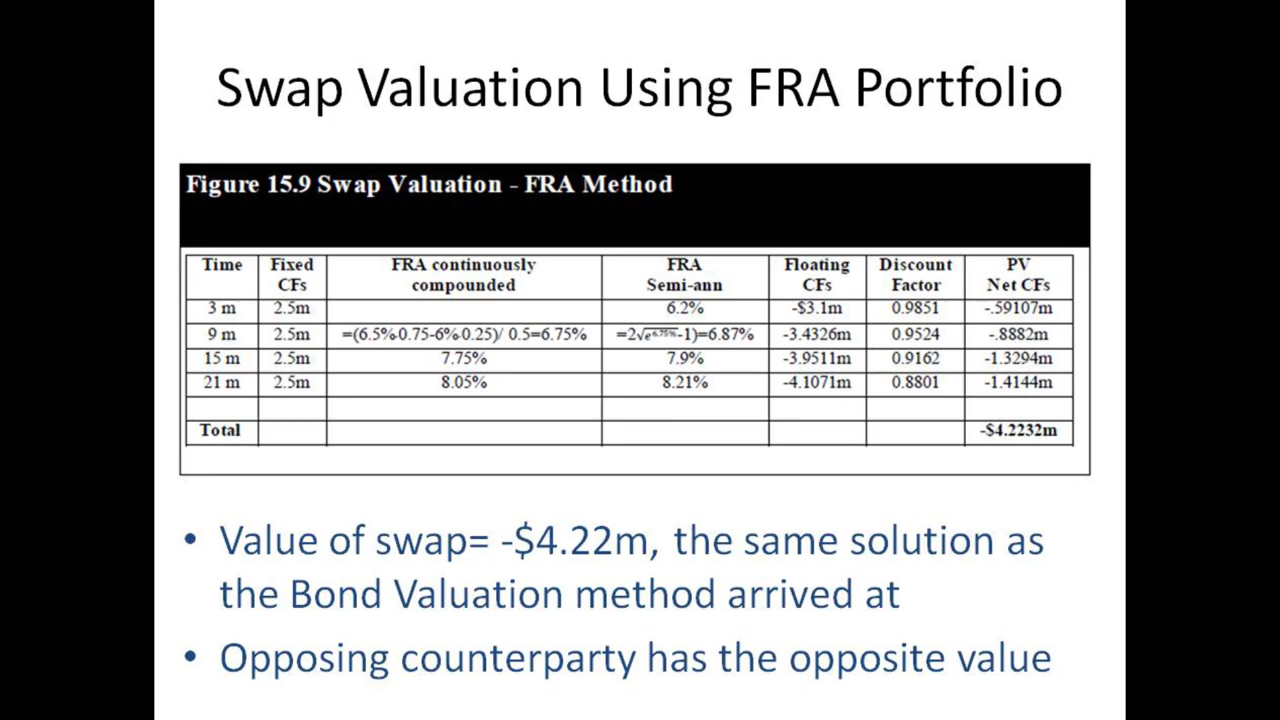 Swap Valuation Using FRA Portfolio
Figure 15.9 Swap Valuation - FRA Method
Time Fixed CFs FRA continuously compounded FRA Semi-ann Floating CFs Discount Factor PV Net CFs
3 m 2.5m 6.2% -$3.1m 0.9851 -.59107m
9 m 2.5m =(6.5%·0.75-6%·0.25)/ 0.5=6.75% =2√e^6.75%-1)=6.87% -3.4326m 0.9524 -.8882m
15 m 2.5m 7.75% 7.9% -3.9511m 0.9162 -1.3294m
21 m 2.5m 8.05% 8.21% -4.1071m 0.8801 -1.4144m
Total -$4.2232m
• Value of swap= -$4.22m, the same solution as
the Bond Valuation method arrived at
• Opposing counterparty has the opposite value